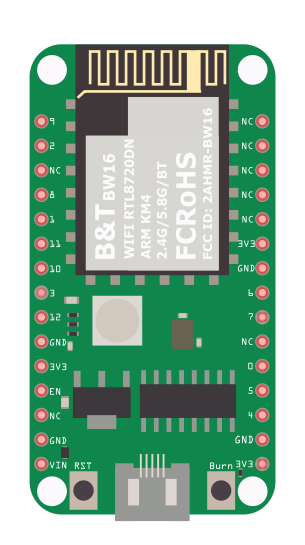 9
2
NC
8
1
11
10
3
12
GND
3V3
EN
NC
GND
VIN
B&T BW16
WIFI RTL8720DN
ARM KM4
2.4G/5.8G/BT
FCRoHS
FCC ID: 2AHMR-BW16
NC
NC
NC
NC
NC
3V3
GND
6
7
NC
0
5
4
GND
3V3
RST
Burn